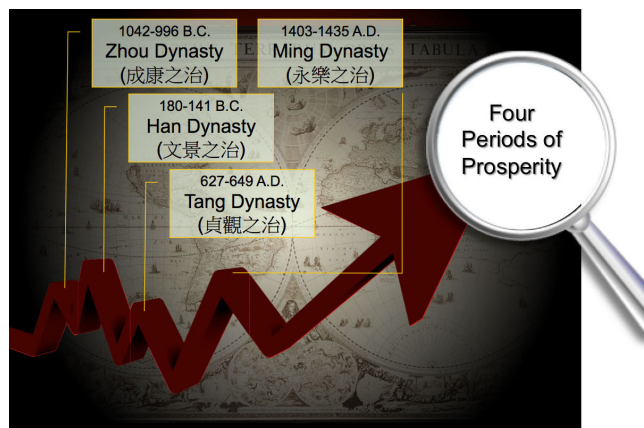 1042-996 B.C.
Zhou Dynasty
(成康之治)
1403-1435 A.D.
Ming Dynasty
(永樂之治)
180-141 B.C.
Han Dynasty
(文景之治)
627-649 A.D.
Tang Dynasty
(貞觀之治)
Four
Periods of
Prosperity
TABULA